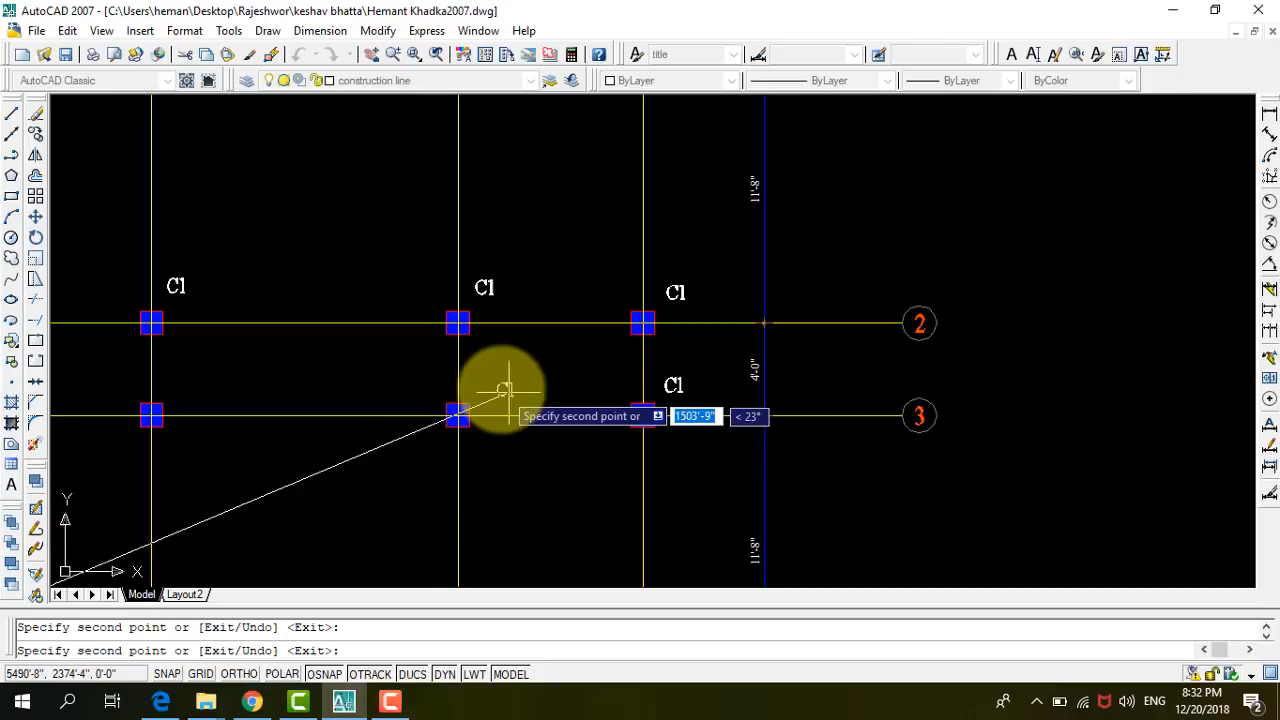 AutoCAD 2007 - [C:\Users\heman\Desktop\Rajeshwor\keshav bhatta\Hemant Khadka2007.dwg]
File Edit View Insert Format Tools Draw Dimension Modify Express Window Help
title
AutoCAD Classic construction line ByLayer ByLayer ByLayer ByColor
11'-8"
C1 C1 C1
2
4'-0"
C1 C1
Specify second point or 1503'-9" < 23°
3
Y
11'-8"
X
Model Layout2
Specify second point or [Exit/Undo] <Exit>:
Specify second point or [Exit/Undo] <Exit>:
5490'-8", 2374'-4", 0'-0" SNAP GRID ORTHO POLAR OSNAP OTRACK DUCS DYN LWT MODEL
ENG 8:32 PM
12/20/2018
2